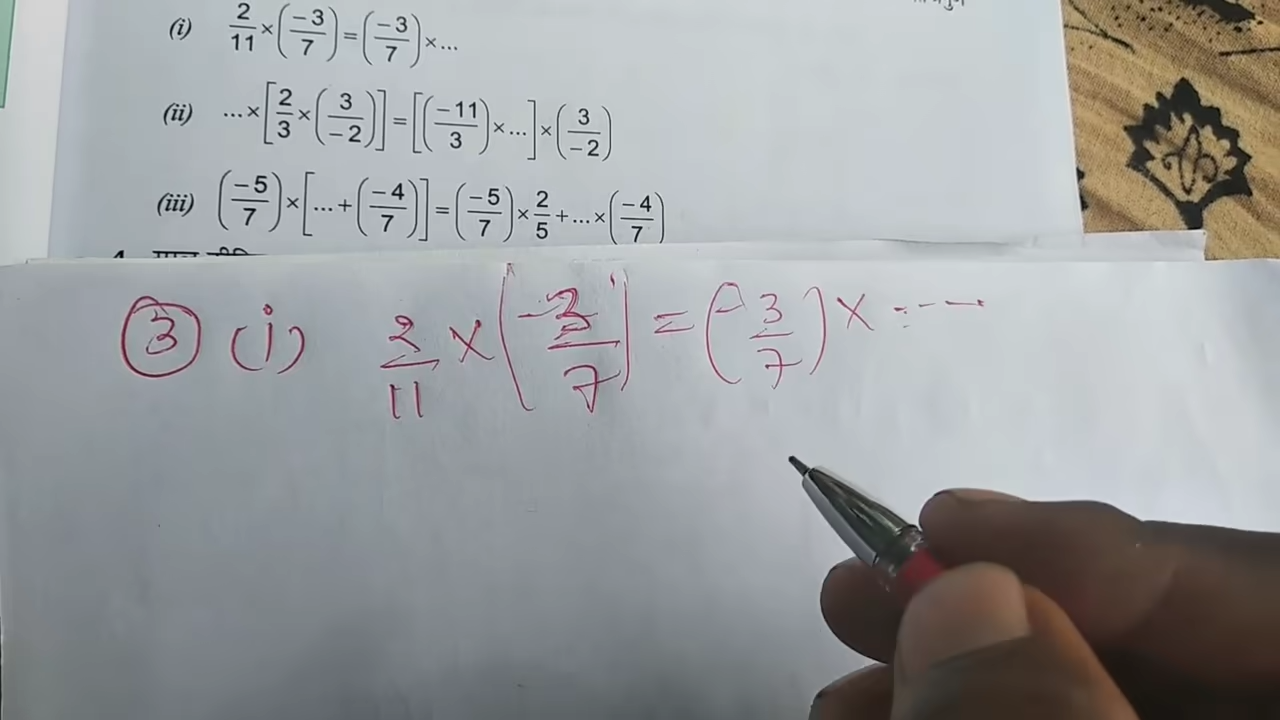 (i) 2/11 × (-3/7) = (-3/7) × ...
(ii) ... × [2/3 × (3/-2)] = [(-11/3) × ...] × (3/-2)
(iii) (-5/7) × [... + (-4/7)] = (-5/7) × 2/5 + ... × (-4/7)
③ (i) 2/11 × (-3/7) = (-3/7) × ----